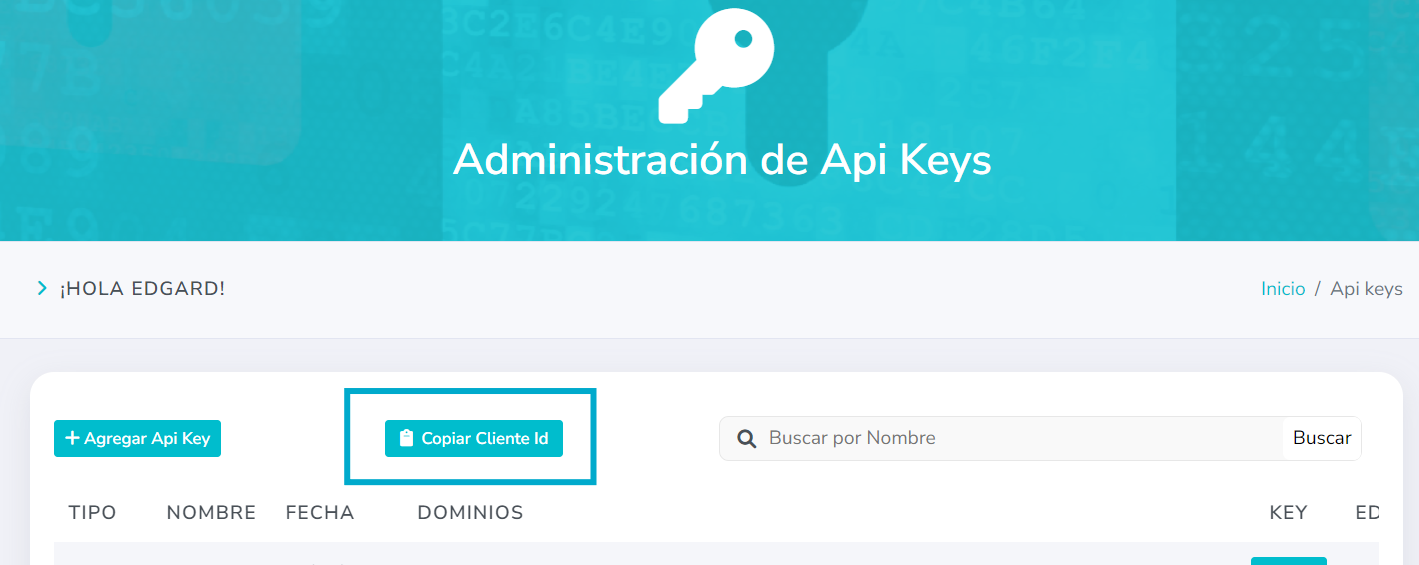 Administración de Api Keys
¡HOLA EDGARD!
Inicio / Api keys
Agregar Api Key
Copiar Cliente Id
Buscar por Nombre
Buscar
TIPO NOMBRE FECHA DOMINIOS KEY ED